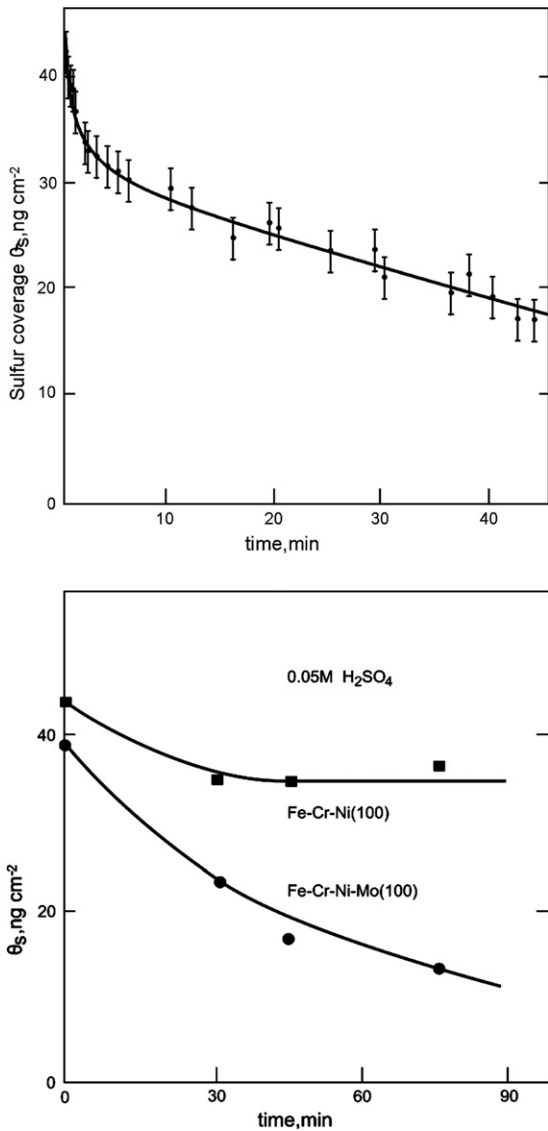 40
30
20
10
0
Sulfur coverage θs,ng cm-2
10 20 30 40
time,min
0.05M H2SO4
40
Fe-Cr-Ni(100)
Fe-Cr-Ni-Mo(100)
20
θs,ng cm-2
0
0 30 60 90
time,min